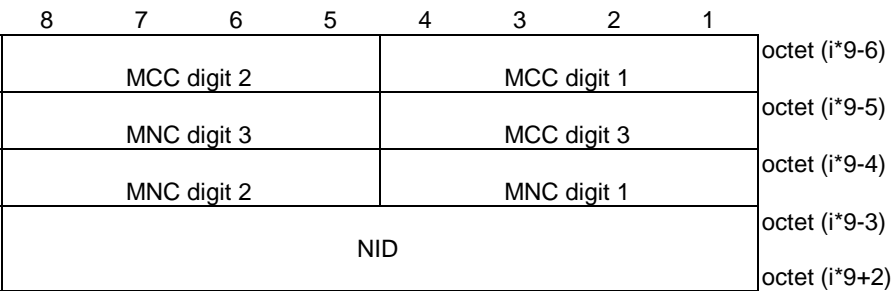 8 7 6 5 4 3 2 1
octet (i*9-6)
MCC digit 2 MCC digit 1
octet (i*9-5)
MNC digit 3 MCC digit 3
octet (i*9-4)
MNC digit 2 MNC digit 1
octet (i*9-3)
NID
octet (i*9+2)